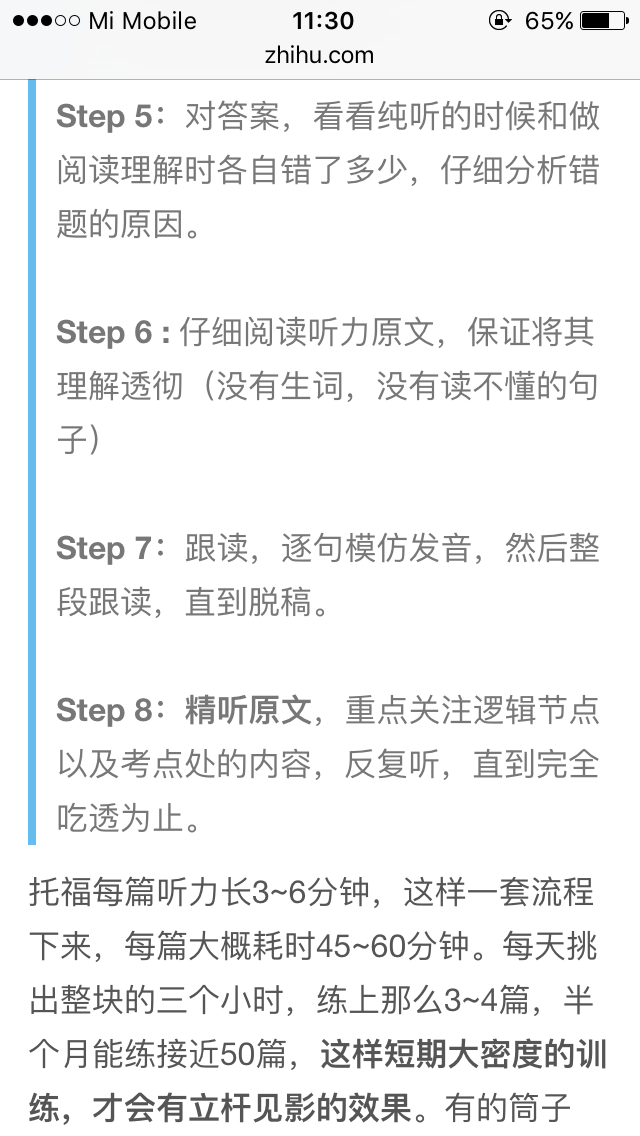 Mi Mobile 11:30 65%
zhihu.com
Step 5：对答案，看看纯听的时候和做
阅读理解时各自错了多少，仔细分析错
题的原因。
Step 6 : 仔细阅读听力原文，保证将其
理解透彻（没有生词，没有读不懂的句
子）
Step 7：跟读，逐句模仿发音，然后整
段跟读，直到脱稿。
Step 8：精听原文，重点关注逻辑节点
以及考点处的内容，反复听，直到完全
吃透为止。
托福每篇听力长3~6分钟，这样一套流程
下来，每篇大概耗时45~60分钟。每天挑
出整块的三个小时，练上那么3~4篇，半
个月能练接近50篇，这样短期大密度的训
练，才会有立杆见影的效果。有的筒子